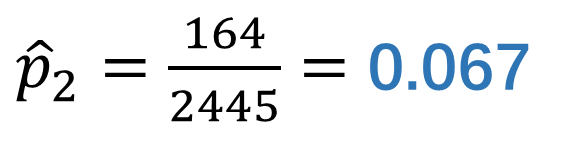 p̂₂ = 164/2445 = 0.067